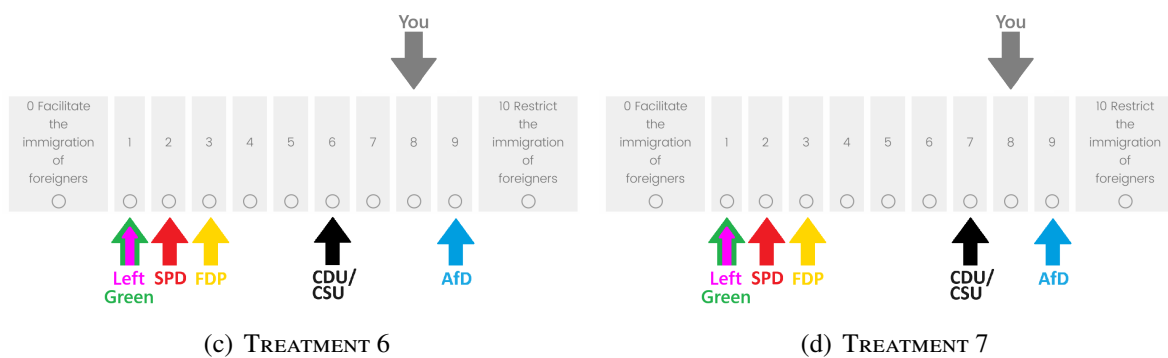 You
0 Facilitate
the
immigration
of
foreigners
1
2
3
4
5
6
7
8
9
10 Restrict
the
immigration
of
foreigners
Left
Green
SPD
FDP
CDU/
CSU
AfD
(c) TREATMENT 6
You
0 Facilitate
the
immigration
of
foreigners
1
2
3
4
5
6
7
8
9
10 Restrict
the
immigration
of
foreigners
Left
Green
SPD
FDP
CDU/
CSU
AfD
(d) TREATMENT 7